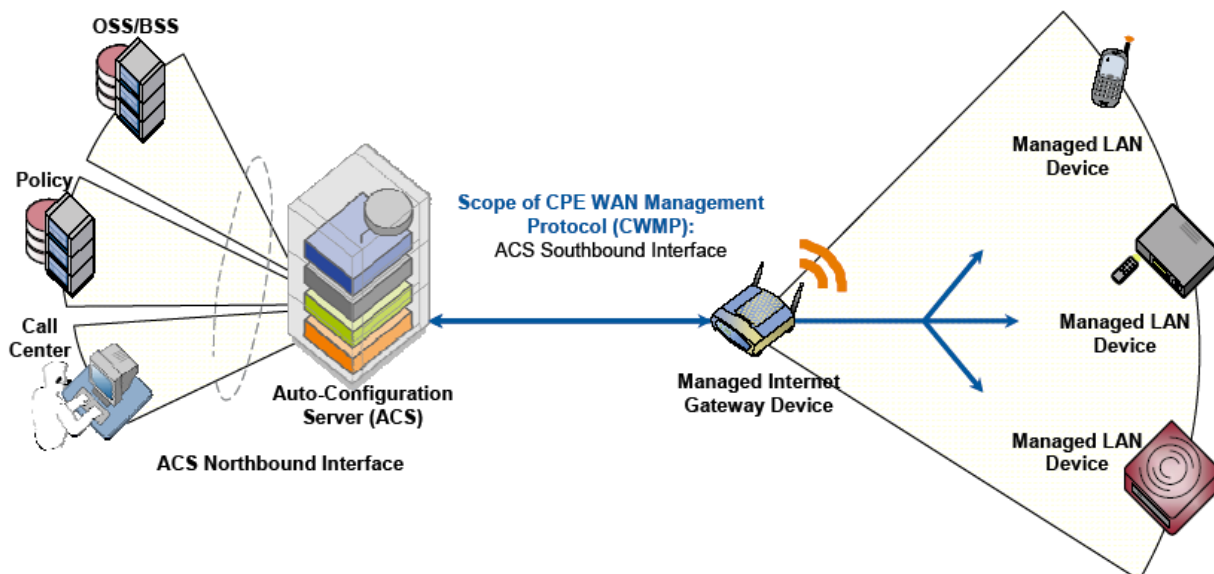 OSS/BSS
Policy
Call
Center
ACS Northbound Interface
Auto-Configuration
Server (ACS)
Scope of CPE WAN Management
Protocol (CWMP):
ACS Southbound Interface
Managed Internet
Gateway Device
Managed LAN
Device
Managed LAN
Device
Managed LAN
Device